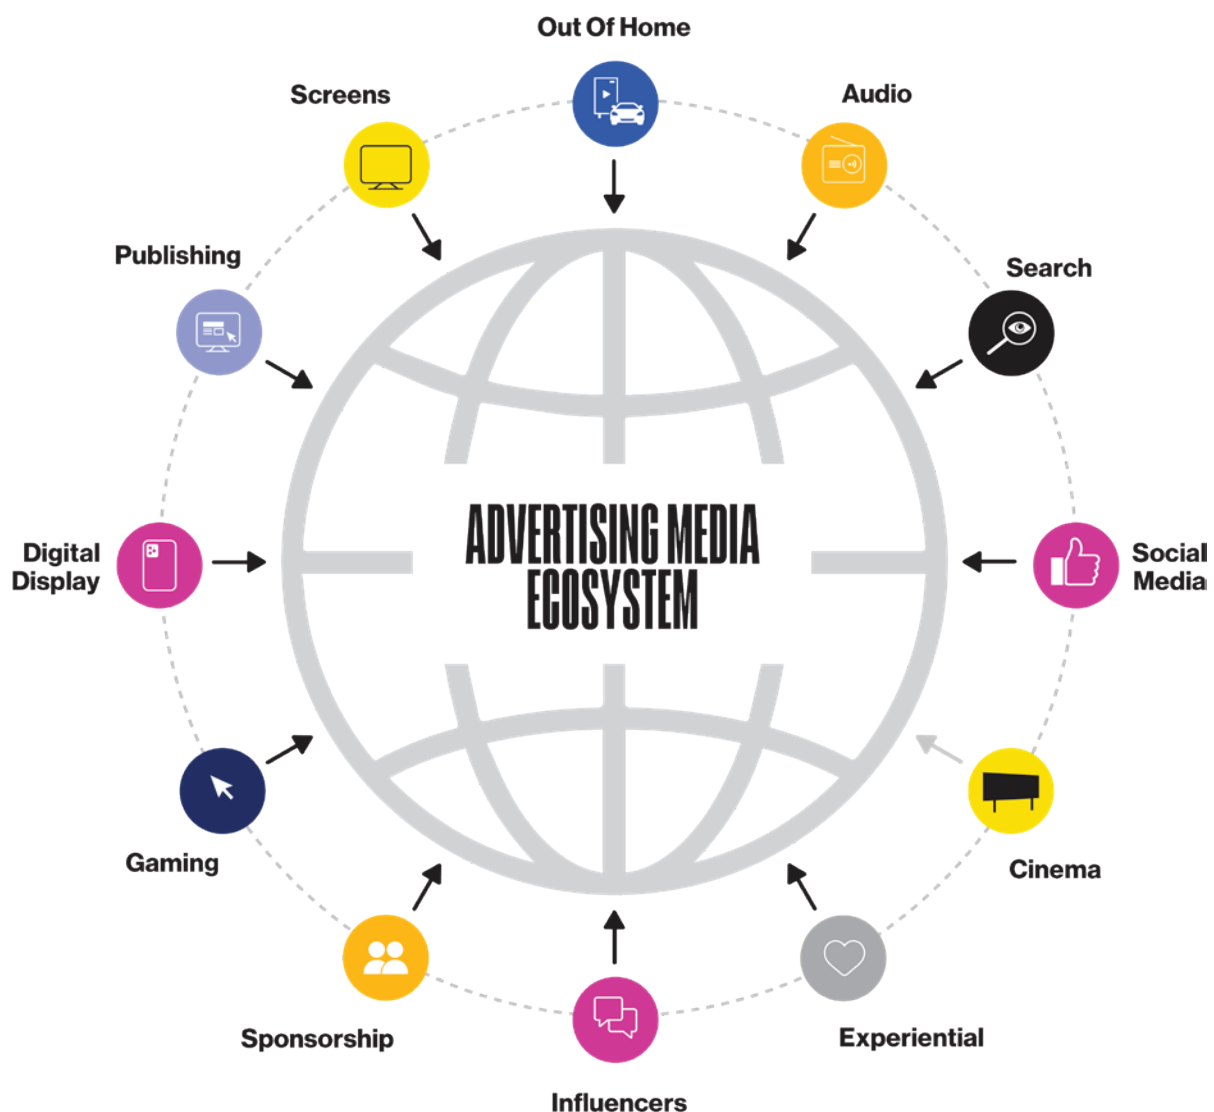 Out Of Home
Screens
Audio
Publishing
Search
ADVERTISING MEDIA
ECOSYSTEM
Digital
Display
Social
Media
Gaming
Cinema
Sponsorship
Experiential
Influencers